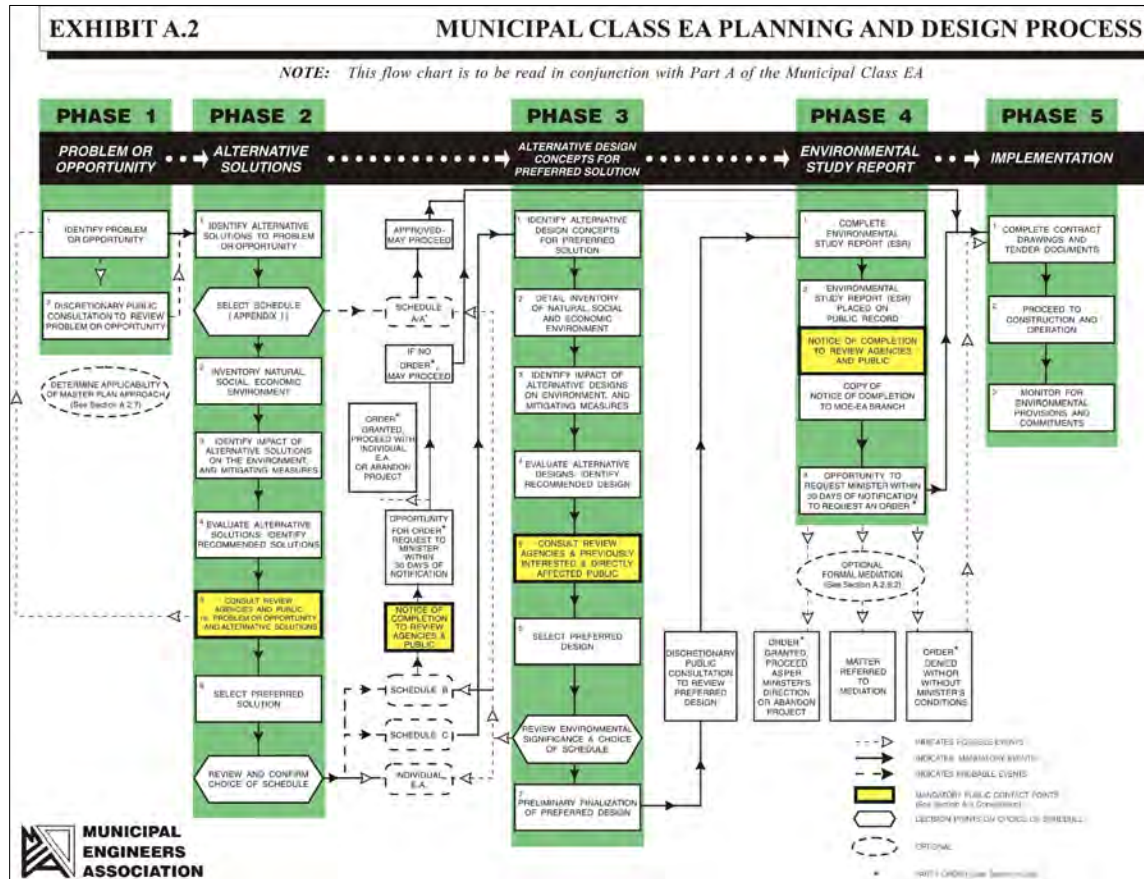 EXHIBIT A.2
MUNICIPAL CLASS EA PLANNING AND DESIGN PROCESS
NOTE: This flow chart is to be read in conjunction with Part A of the Municipal Class EA
PHASE 1
PROBLEM OR
OPPORTUNITY
1
IDENTIFY PROBLEM
OR OPPORTUNITY
2
DISCRETIONARY PUBLIC
CONSULTATION TO REVIEW
PROBLEM OR OPPORTUNITY
DETERMINE APPLICABILITY
OF MASTER PLAN APPROACH
(See Section A.2.7)
PHASE 2
ALTERNATIVE
SOLUTIONS
1
IDENTIFY ALTERNATIVE
SOLUTIONS TO PROBLEM
OR OPPORTUNITY
SELECT SCHEDULE
(APPENDIX I)
2
INVENTORY NATURAL,
SOCIAL, ECONOMIC
ENVIRONMENT
3
IDENTIFY IMPACT OF
ALTERNATIVE SOLUTIONS
ON THE ENVIRONMENT,
AND MITIGATING MEASURES
4
EVALUATE ALTERNATIVE
SOLUTIONS: IDENTIFY
RECOMMENDED SOLUTIONS
5
CONSULT REVIEW
AGENCIES AND PUBLIC
re: PROBLEM OR OPPORTUNITY
AND ALTERNATIVE SOLUTIONS
6
SELECT PREFERRED
SOLUTION
REVIEW AND CONFIRM
CHOICE OF SCHEDULE
APPROVED-
MAY PROCEED
SCHEDULE
A/A+
IF NO
ORDER*,
MAY PROCEED
ORDER*
GRANTED,
PROCEED WITH
INDIVIDUAL
E.A.
OR ABANDON
PROJECT
OPPORTUNITY
FOR ORDER*
REQUEST TO
MINISTER
WITHIN
30 DAYS OF
NOTIFICATION
NOTICE OF
COMPLETION
TO REVIEW
AGENCIES &
PUBLIC
SCHEDULE B
SCHEDULE C
INDIVIDUAL
E.A.
PHASE 3
ALTERNATIVE DESIGN
CONCEPTS FOR
PREFERRED SOLUTION
1
IDENTIFY ALTERNATIVE
DESIGN CONCEPTS
FOR PREFERRED
SOLUTION
2
DETAIL INVENTORY
OF NATURAL, SOCIAL
AND ECONOMIC
ENVIRONMENT
3
IDENTIFY IMPACT OF
ALTERNATIVE DESIGNS
ON ENVIRONMENT, AND
MITIGATING MEASURES
4
EVALUATE ALTERNATIVE
DESIGNS: IDENTIFY
RECOMMENDED DESIGN
5
CONSULT REVIEW
AGENCIES & PREVIOUSLY
INTERESTED & DIRECTLY
AFFECTED PUBLIC
6
SELECT PREFERRED
DESIGN
REVIEW ENVIRONMENTAL
SIGNIFICANCE & CHOICE
OF SCHEDULE
7
PRELIMINARY FINALIZATION
OF PREFERRED DESIGN
DISCRETIONARY
PUBLIC
CONSULTATION
TO REVIEW
PREFERRED
DESIGN
PHASE 4
ENVIRONMENTAL
STUDY REPORT
1
COMPLETE
ENVIRONMENTAL
STUDY REPORT (ESR)
2
ENVIRONMENTAL
STUDY REPORT (ESR)
PLACED ON
PUBLIC RECORD
NOTICE OF COMPLETION
TO REVIEW AGENCIES
AND PUBLIC
COPY OF
NOTICE OF COMPLETION
TO MOE-EA BRANCH
OPPORTUNITY TO
REQUEST MINISTER WITHIN
30 DAYS OF NOTIFICATION
TO REQUEST AN ORDER*
OPTIONAL
FORMAL MEDIATION
(See Section A.2.8.2)
ORDER*
GRANTED,
PROCEED
AS PER
MINISTER'S
DIRECTION
OR ABANDON
PROJECT
MATTER
REFERRED
TO
MEDIATION
ORDER*
DENIED
WITH OR
WITHOUT
MINISTER'S
CONDITIONS
PHASE 5
IMPLEMENTATION
1
COMPLETE CONTRACT
DRAWINGS AND
TENDER DOCUMENTS
2
PROCEED TO
CONSTRUCTION AND
OPERATION
3
MONITOR FOR
ENVIRONMENTAL
PROVISIONS AND
COMMITMENTS
INDICATES POSSIBLE EVENTS
INDICATES MANDATORY EVENTS
INDICATES PROBABLE EVENTS
MANDATORY PUBLIC CONTACT POINTS
DECISION POINTS ON CHOICE OF SCHEDULE
OPTIONAL
MUNICIPAL
ENGINEERS
ASSOCIATION